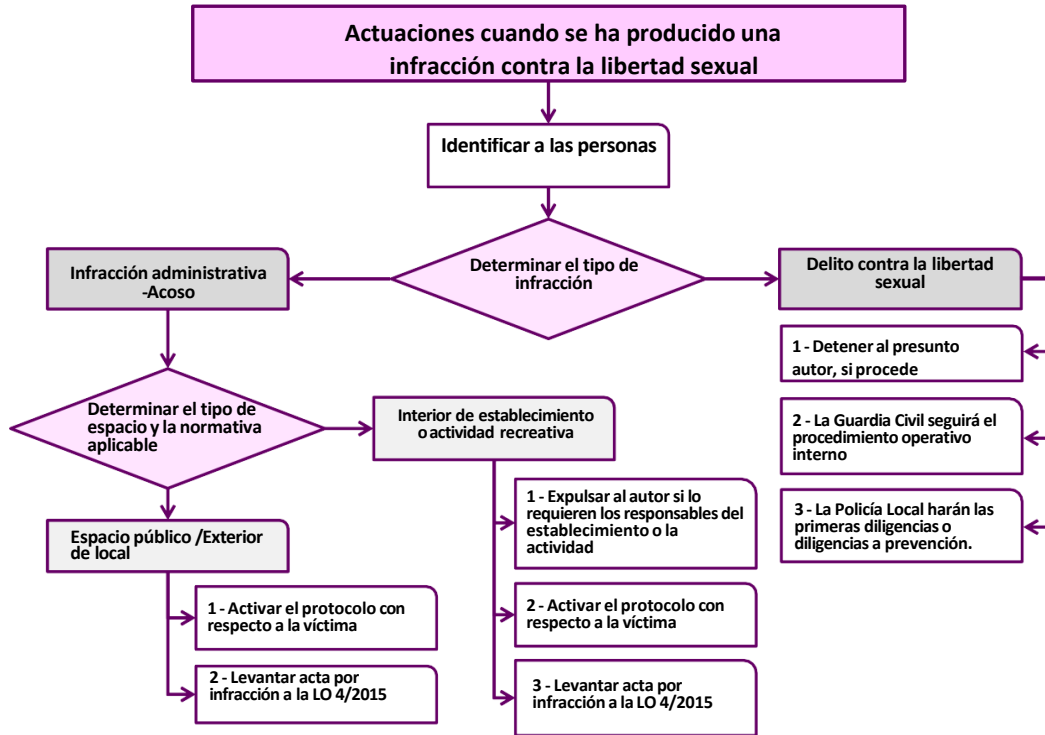 Actuaciones cuando se ha producido una
infracción contra la libertad sexual
Identificar a las personas
Determinar el tipo de
infracción
Infracción administrativa
-Acoso
Delito contra la libertad
sexual
1 - Detener al presunto
autor, si procede
2 - La Guardia Civil seguirá el
procedimiento operativo
interno
3 - La Policía Local harán las
primeras diligencias o
diligencias a prevención.
Determinar el tipo de
espacio y la normativa
aplicable
Interior de establecimiento
o actividad recreativa
1 - Expulsar al autor si lo
requieren los responsables del
establecimiento o la
actividad
2 - Activar el protocolo con
respecto a la víctima
3 - Levantar acta por
infracción a la LO 4/2015
Espacio público /Exterior
de local
1 - Activar el protocolo con
respecto a la víctima
2 - Levantar acta por
infracción a la LO 4/2015